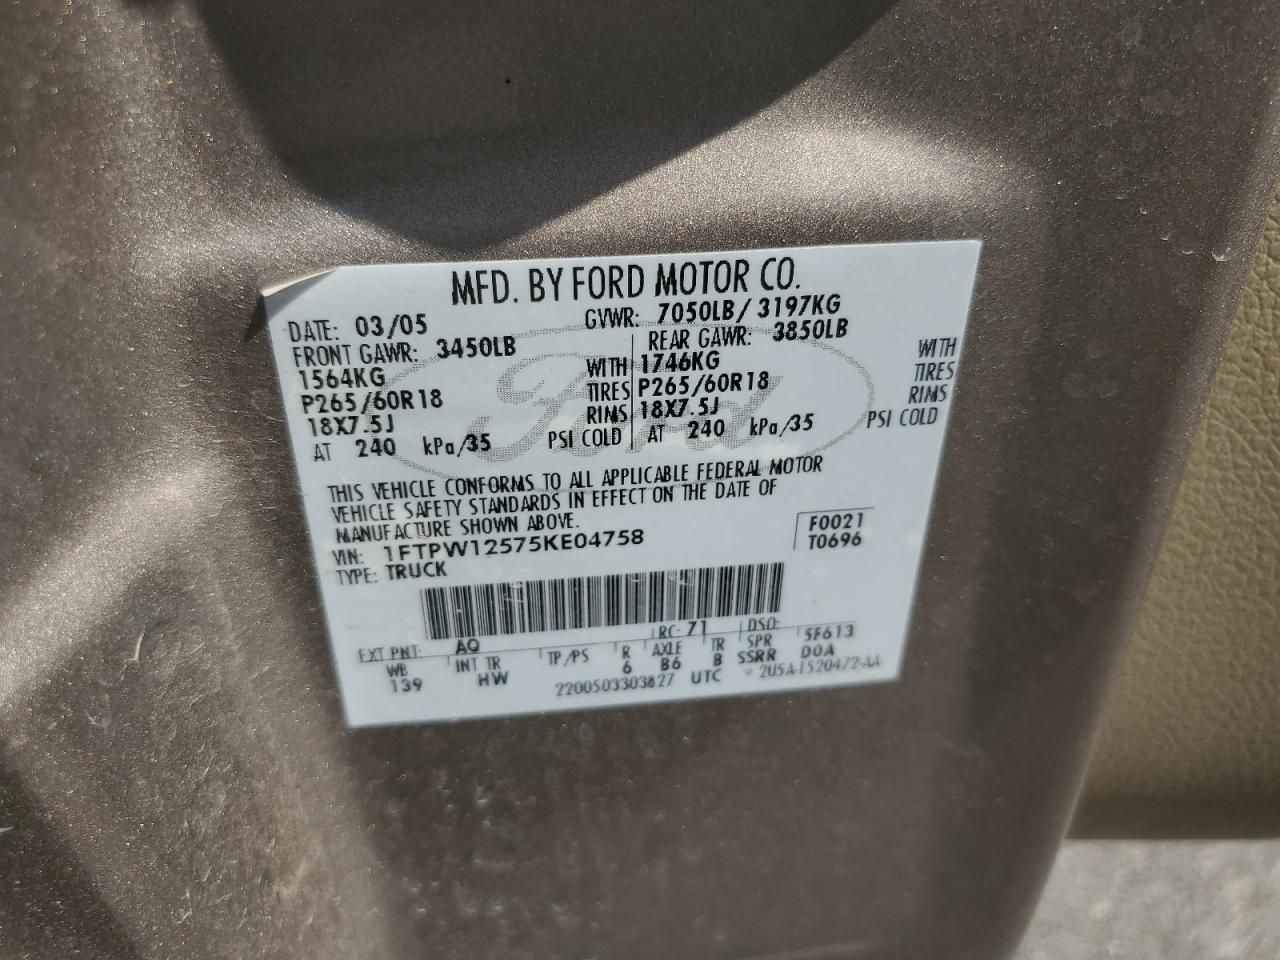 MFD. BY FORD MOTOR CO.
DATE: 03/05 GVWR: 7050LB/3197KG
FRONT GAWR: 3450LB REAR GAWR: 3850LB
1564KG WITH 1746KG WITH
P265/60R18 TIRES P265/60R18 TIRES
18X7.5J RIMS 18X7.5J RIMS
AT 240 kPa/35 PSI COLD AT 240 kPa/35 PSI COLD
Ford
THIS VEHICLE CONFORMS TO ALL APPLICABLE FEDERAL MOTOR
VEHICLE SAFETY STANDARDS IN EFFECT ON THE DATE OF
MANUFACTURE SHOWN ABOVE.
VIN: 1FTPW12575KE04758 F0021
TYPE: TRUCK T0696
EXT PNT: AQ RC: 71 DSO:
WB INT TR TP/PS R AXLE TR SPR 5F613
139 HW 6 B6 B SSRR DOA
2200503303827 UTC 2U5A-1520472-AA